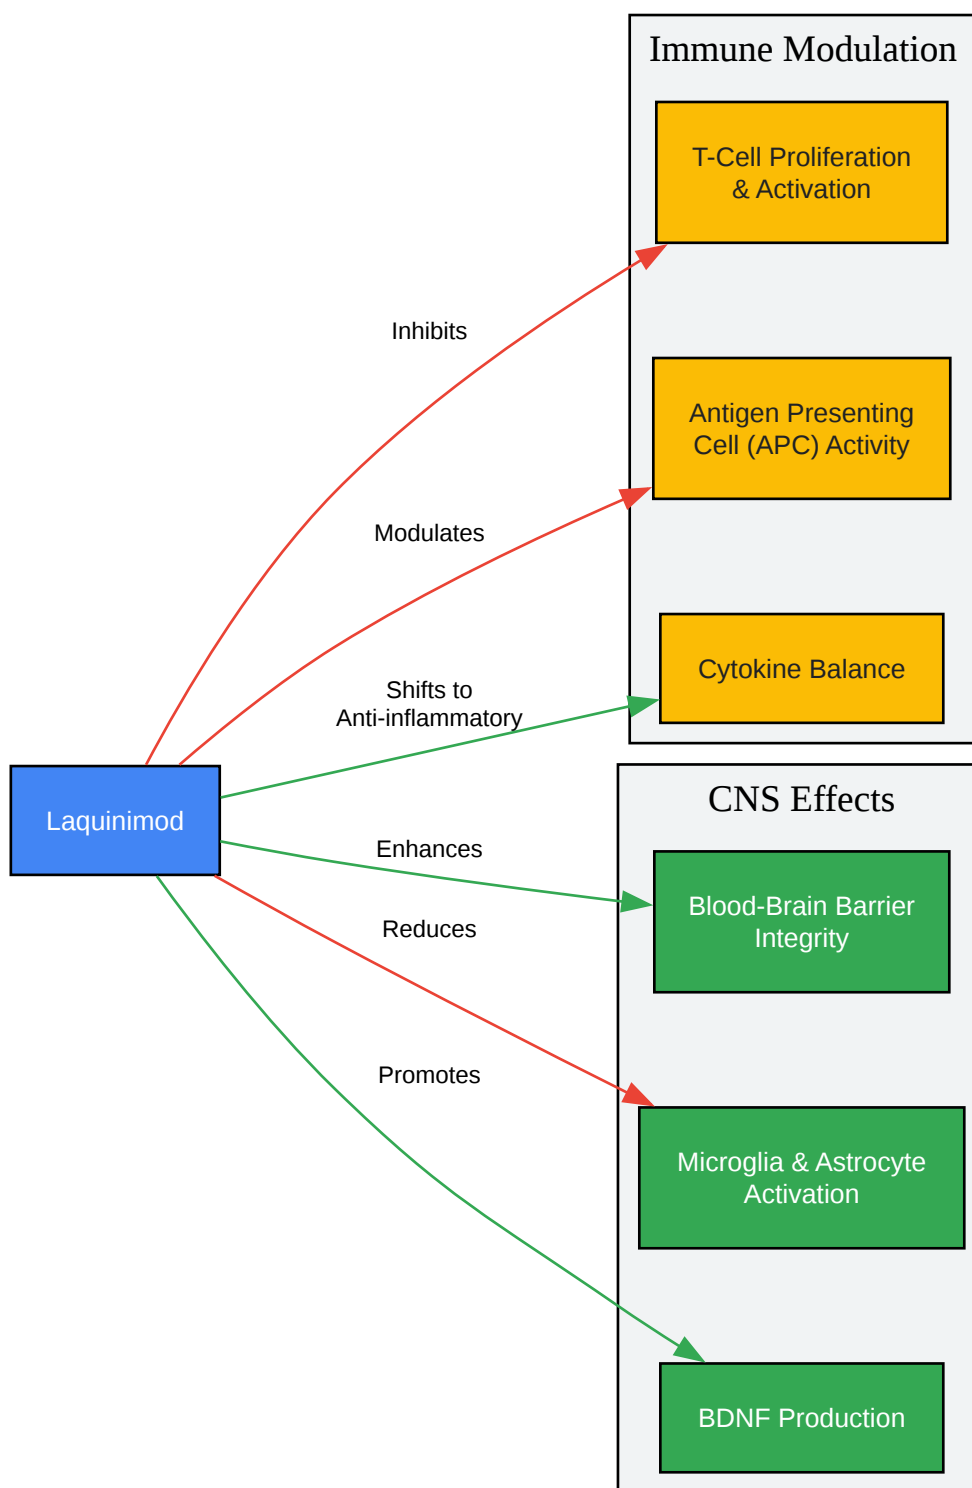 Immune Modulation
T-Cell Proliferation
& Activation
Inhibits
Antigen Presenting
Cell (APC) Activity
Modulates
Cytokine Balance
Shifts to
Anti-inflammatory
Laquinimod
CNS Effects
Enhances
Blood-Brain Barrier
Integrity
Reduces
Microglia & Astrocyte
Activation
Promotes
BDNF Production